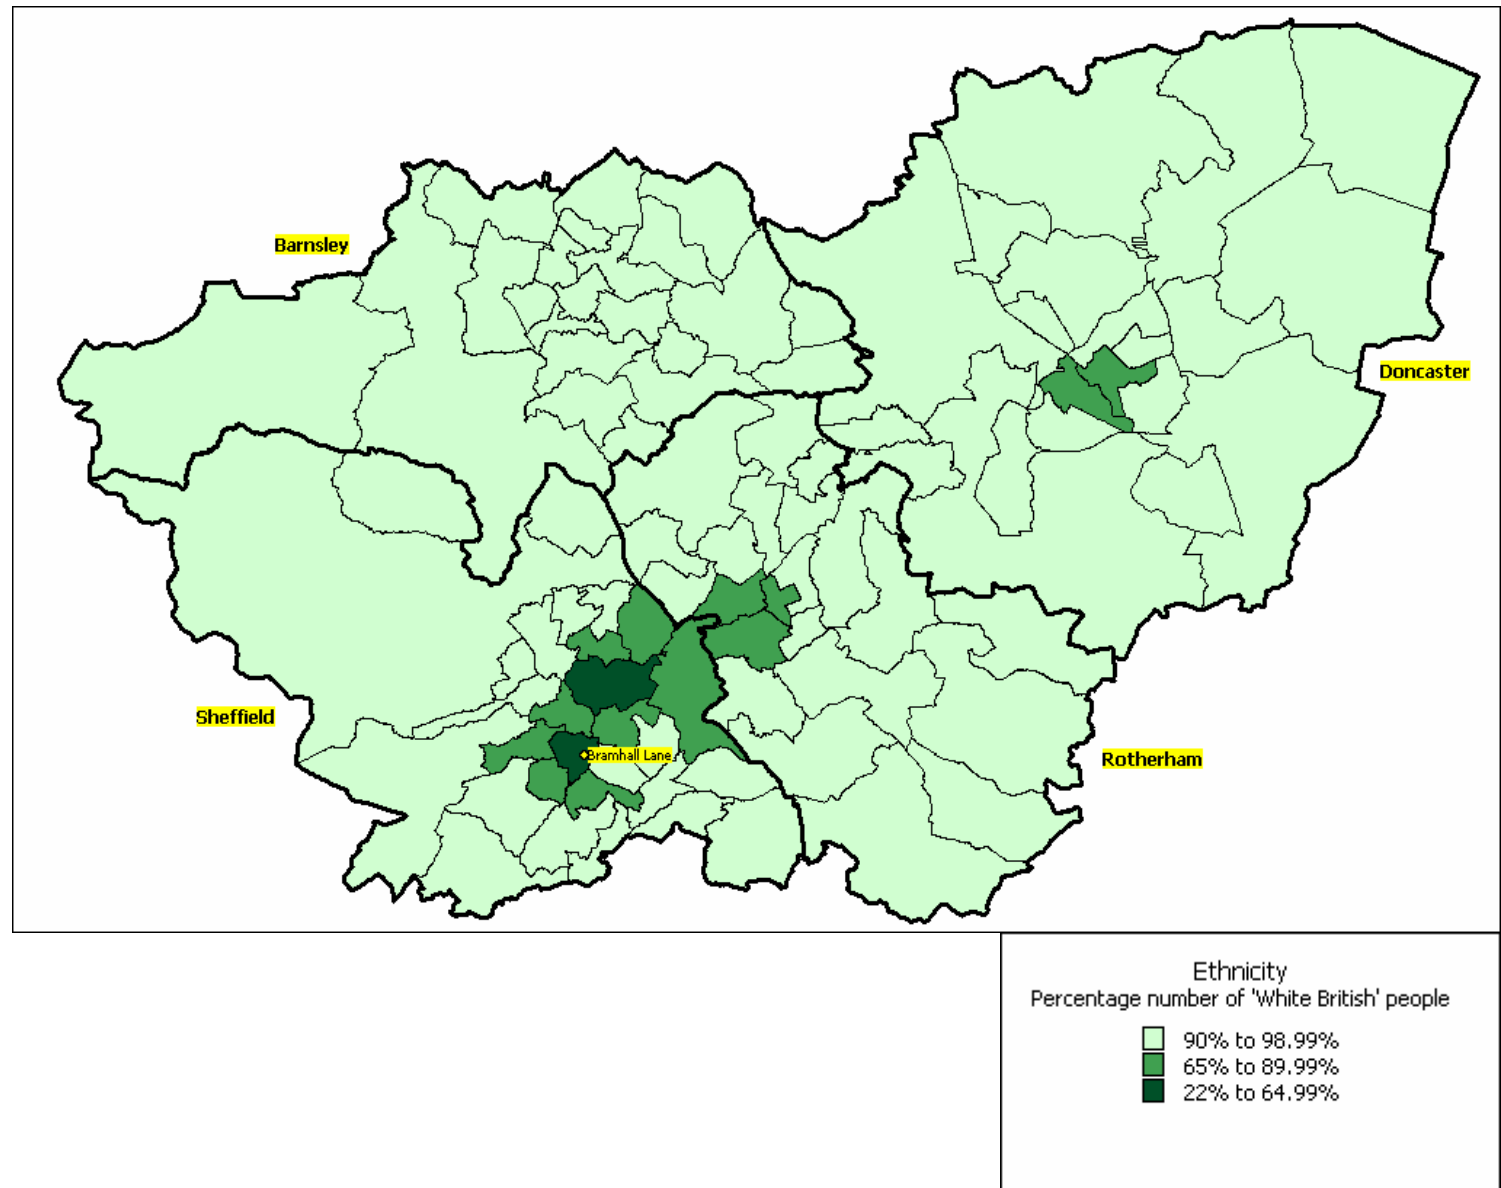 Barnsley
Doncaster
Sheffield
Bramhall Lane
Rotherham
Ethnicity
Percentage number of 'White British' people
90% to 98.99%
65% to 89.99%
22% to 64.99%